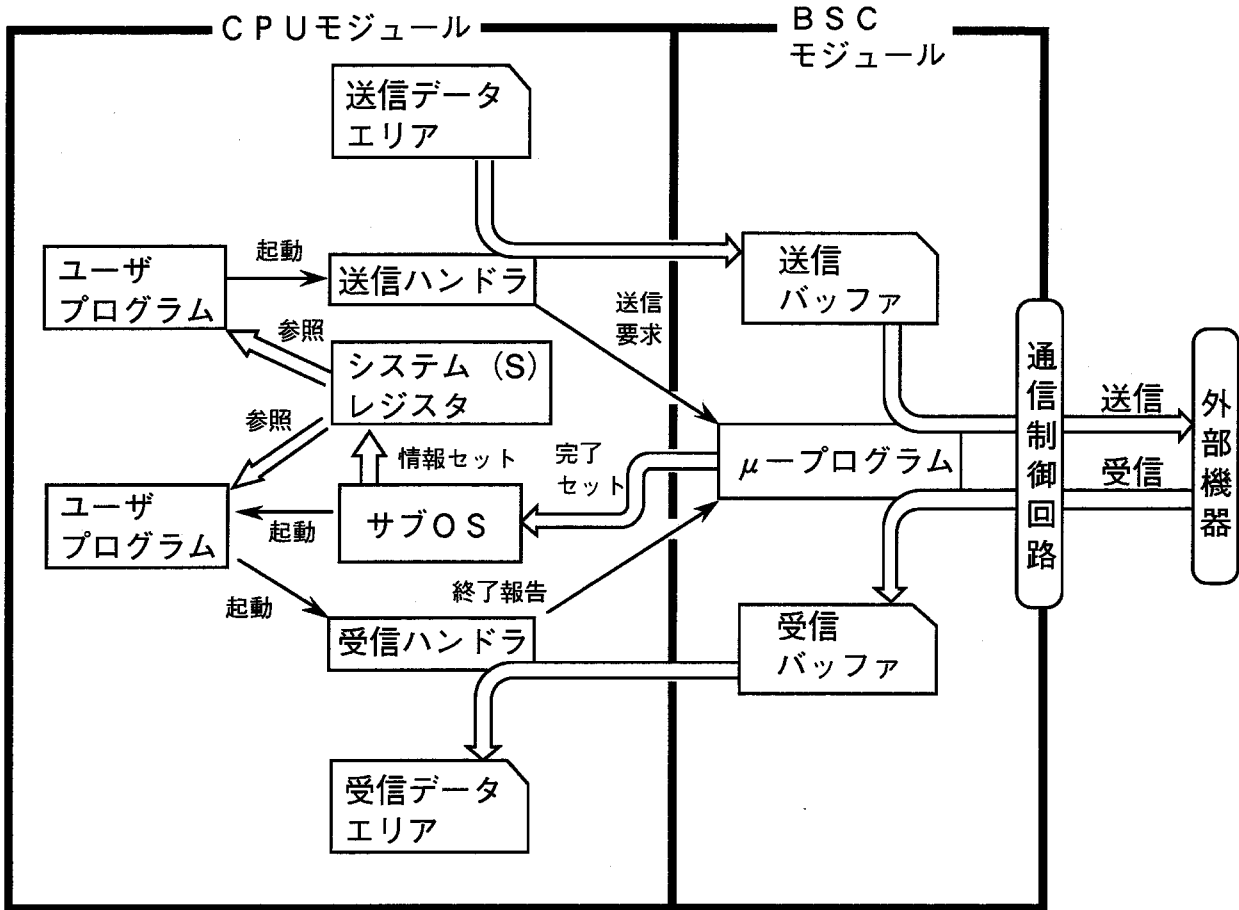 CPUモジュール
BSC
モジュール
送信データ
エリア
ユーザ
プログラム
起動
送信ハンドラ
送信
要求
送信
バッファ
参照
システム(S)
レジスタ
参照
情報セット
完了
セット
μープログラム
通信制御回路
送信
受信
外部機器
ユーザ
プログラム
起動
サブOS
起動
終了報告
受信ハンドラ
受信
バッファ
受信データ
エリア